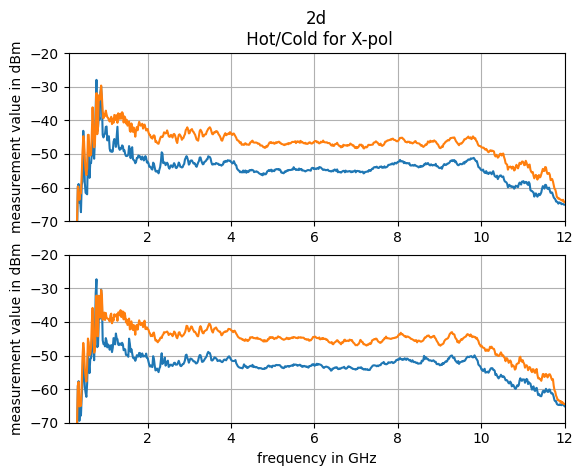 2d
Hot/Cold for X-pol
measurement value in dBm
−20
−30
−40
−50
−60
−70
2 4 6 8 10 12
measurement value in dBm
−20
−30
−40
−50
−60
−70
2 4 6 8 10 12
frequency in GHz